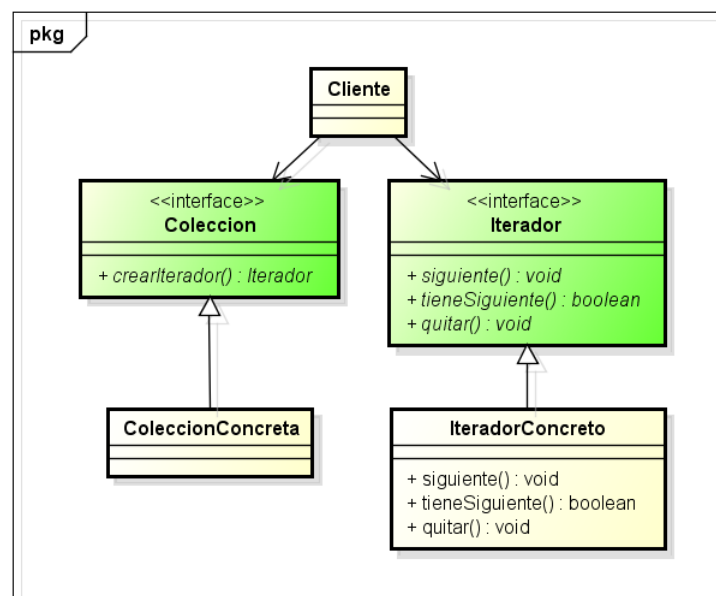 pkg
Cliente
<<interface>>
Coleccion
+ crearIterador() : Iterador
<<interface>>
Iterador
+ siguiente() : void
+ tieneSiguiente() : boolean
+ quitar() : void
ColeccionConcreta
IteradorConcreto
+ siguiente() : void
+ tieneSiguiente() : boolean
+ quitar() : void